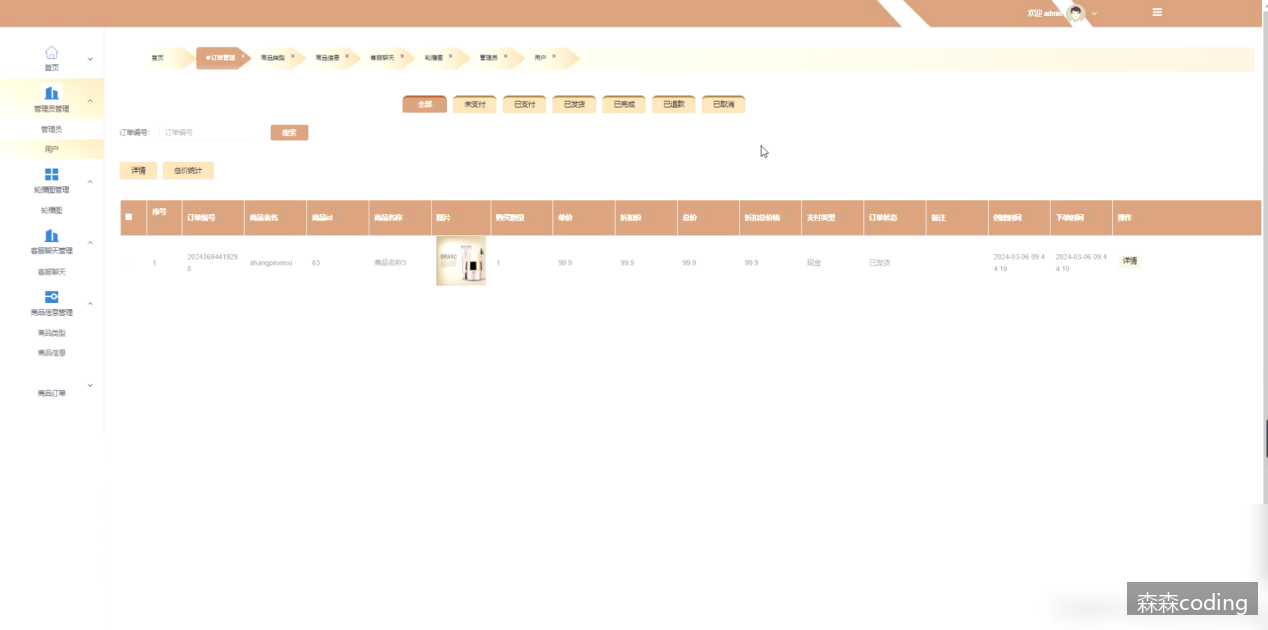 欢迎 admin
首页
管理员管理
管理员
用户
轮播图管理
轮播图
客服聊天管理
客服聊天
商品信息管理
商品类型
商品信息
商品订单
首页 订单管理 商品类型 商品信息 客服聊天 轮播图 管理员 用户
全部 未支付 已支付 已发货 已完成 已退款 已取消
订单编号: 订单编号 搜索
详情 总价统计
序号 订单编号 商品表名 商品id 商品名称 图片 购买数量 单价 折扣价 总价 折扣总价格 支付类型 订单状态 备注 创建时间 下单时间 操作
1 2024369441929 shangpinxinxi 63 商品名称3 1 99.9 99.9 99.9 99.9 现金 已发货 2024-03-06 09:4 2024-03-06 09:4 详情
8 4:19 4:19
BRAND
森森coding